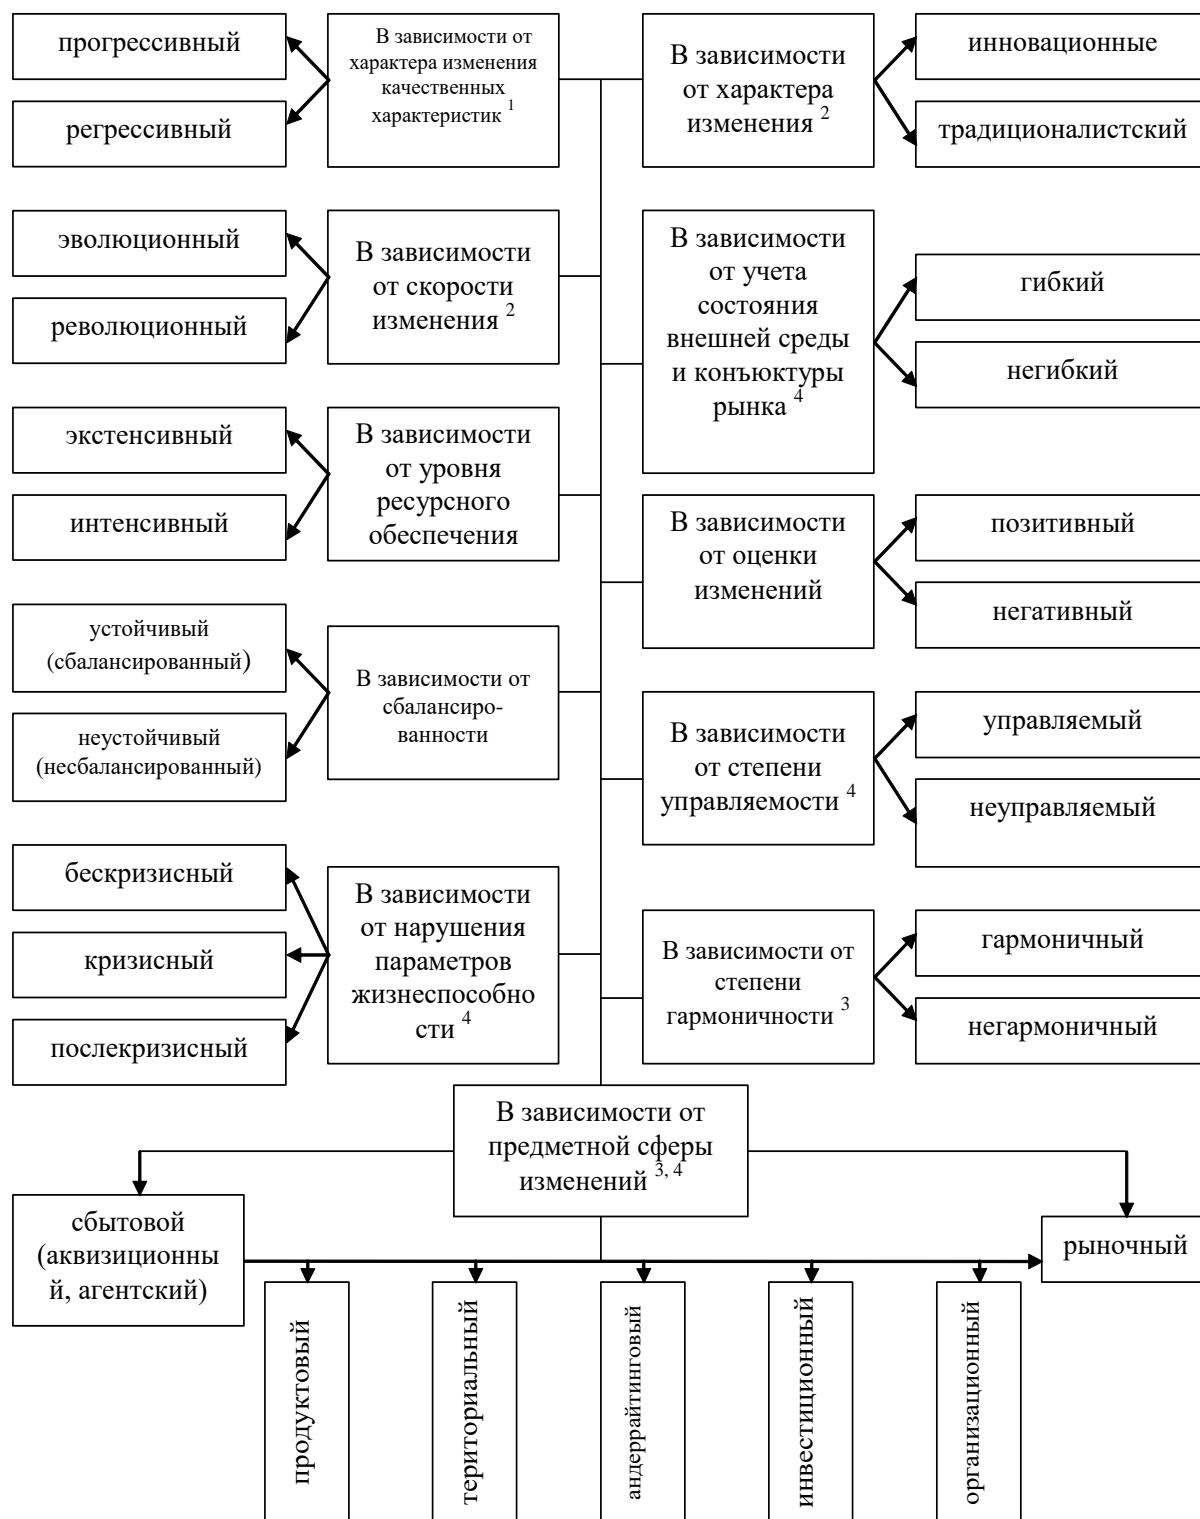 прогрессивный
регрессивный
В зависимости от
характера изменения
качественных
характеристик 1
В зависимости
от характера
изменения 2
инновационные
традиционалистский
эволюционный
революционный
В зависимости
от скорости
изменения 2
В зависимости
от учета
состояния
внешней среды
и конъюктуры
рынка 4
гибкий
негибкий
экстенсивный
интенсивный
В зависимости
от уровня
ресурсного
обеспечения
В зависимости
от оценки
изменений
позитивный
негативный
устойчивый
(сбалансированный)
неустойчивый
(несбалансированный)
В зависимости от
сбалансиро-
ванности
В зависимости
от степени
управляемости 4
управляемый
неуправляемый
бескризисный
кризисный
послекризисный
В зависимости
от нарушения
параметров
жизнеспособно
сти 4
В зависимости от
степени
гармоничности 3
гармоничный
негармоничный
В зависимости от
предметной сферы
изменений 3, 4
сбытовой
(аквизиционны
й, агентский)
рыночный
продуктовый
териториальный
андеррайтинговый
инвестиционный
организационный